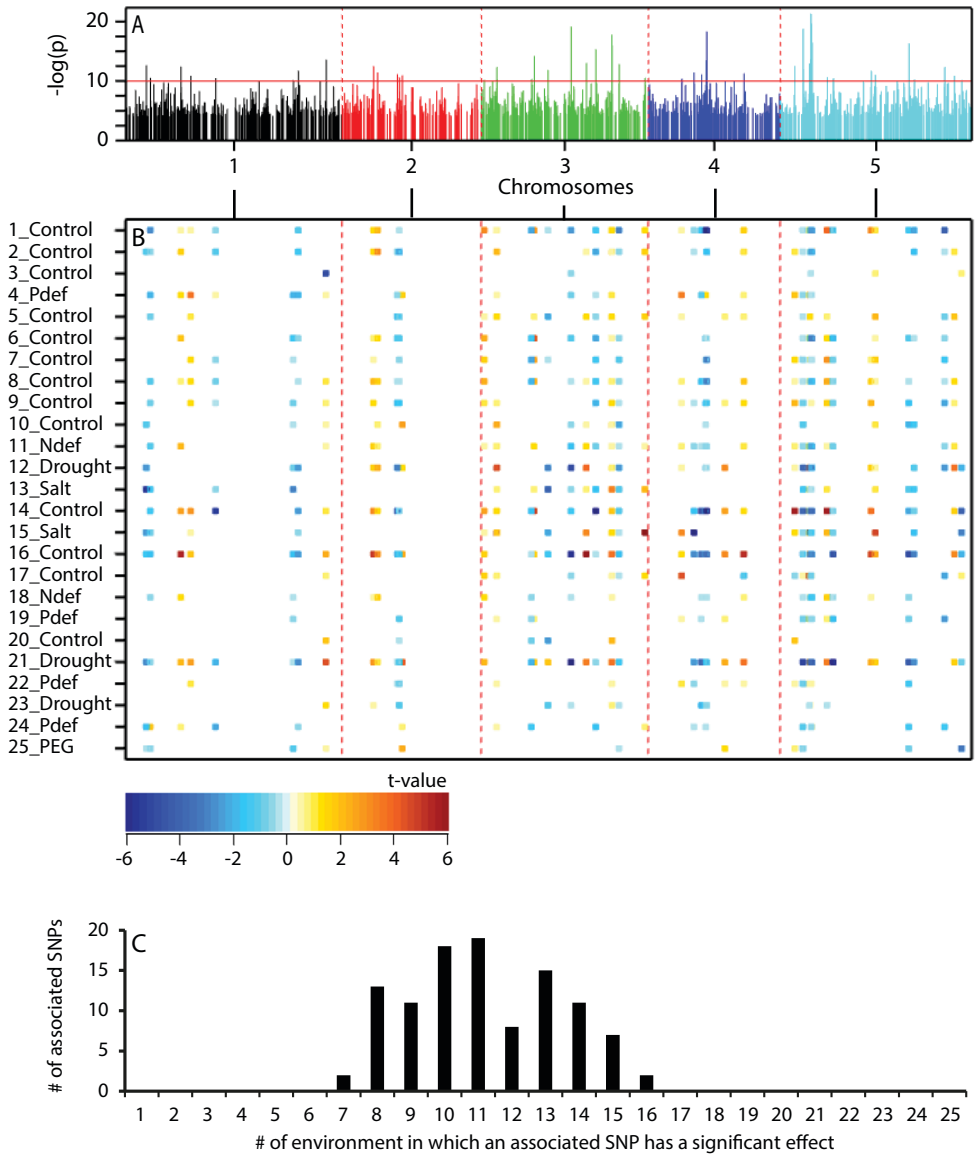 A
-log(p)
20
10
0
1 2 3 4 5
Chromosomes
B
1_Control
2_Control
3_Control
4_Pdef
5_Control
6_Control
7_Control
8_Control
9_Control
10_Control
11_Ndef
12_Drought
13_Salt
14_Control
15_Salt
16_Control
17_Control
18_Ndef
19_Pdef
20_Control
21_Drought
22_Pdef
23_Drought
24_Pdef
25_PEG
t-value
-6 -4 -2 0 2 4 6
C
# of associated SNPs
20
15
10
5
0
1 2 3 4 5 6 7 8 9 10 11 12 13 14 15 16 17 18 19 20 21 22 23 24 25
# of environment in which an associated SNP has a significant effect